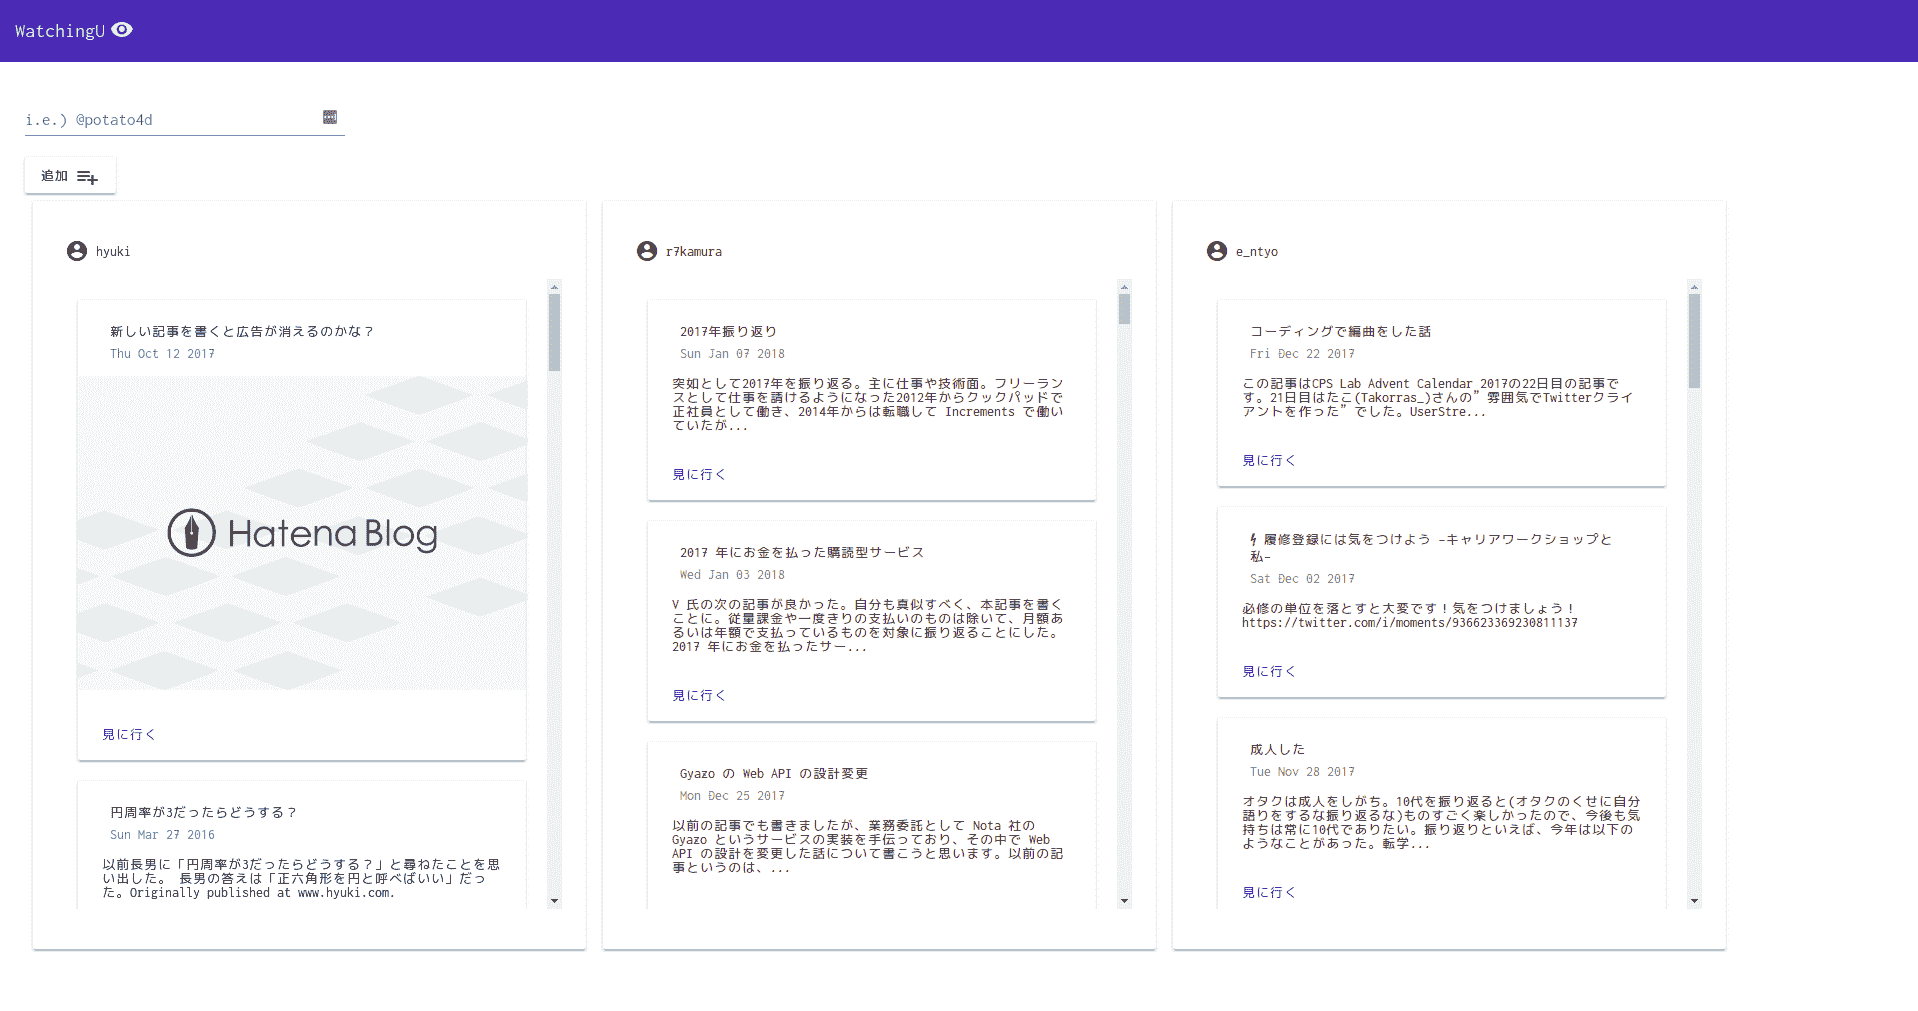 WatchingU
i.e.) @potato4d
追加
hyuki
新しい記事を書くと広告が消えるのかな？
Thu Oct 12 2017
Hatena Blog
見に行く
円周率が3だったらどうする？
Sun Mar 27 2016
以前長男に「円周率が3だったらどうする？」と尋ねたことを思
い出した。 長男の答えは「正六角形を円と呼べばいい」だっ
た。Originally published at www.hyuki.com.
r7kamura
2017年振り返り
Sun Jan 07 2018
突如として2017年を振り返る。主に仕事や技術面。フリーラン
スとして仕事を請けるようになった2012年からクックパッドで
正社員として働き、2014年からは転職して Increments で働い
ていたが...
見に行く
2017 年にお金を払った購読型サービス
Wed Jan 03 2018
V 氏の次の記事が良かった。自分も真似すべく、本記事を書く
ことに。従量課金や一度きりの支払いのものは除いて、月額あ
るいは年額で支払っているものを対象に振り返ることにした。
2017 年にお金を払ったサー...
見に行く
Gyazo の Web API の設計変更
Mon Dec 25 2017
以前の記事でも書きましたが、業務委託として Nota 社の
Gyazo というサービスの実装を手伝っており、その中で Web
API の設計を変更した話について書こうと思います。以前の記
事というのは、...
e_ntyo
コーディングで編曲をした話
Fri Dec 22 2017
この記事はCPS Lab Advent Calendar 2017の22日目の記事で
す。21日目はたこ(Takorras_)さんの”雰囲気でTwitterクライ
アントを作った”でした。UserStre...
見に行く
履修登録には気をつけよう -キャリアワークショップと
私-
Sat Dec 02 2017
必修の単位を落とすと大変です！気をつけましょう！
https://twitter.com/i/moments/936623369230811137
見に行く
成人した
Tue Nov 28 2017
オタクは成人をしがち。10代を振り返ると(オタクのくせに自分
語りをするな振り返るな)ものすごく楽しかったので、今後も気
持ちは常に10代でありたい。振り返りといえば、今年は以下の
ようなことがあった。転学...
見に行く